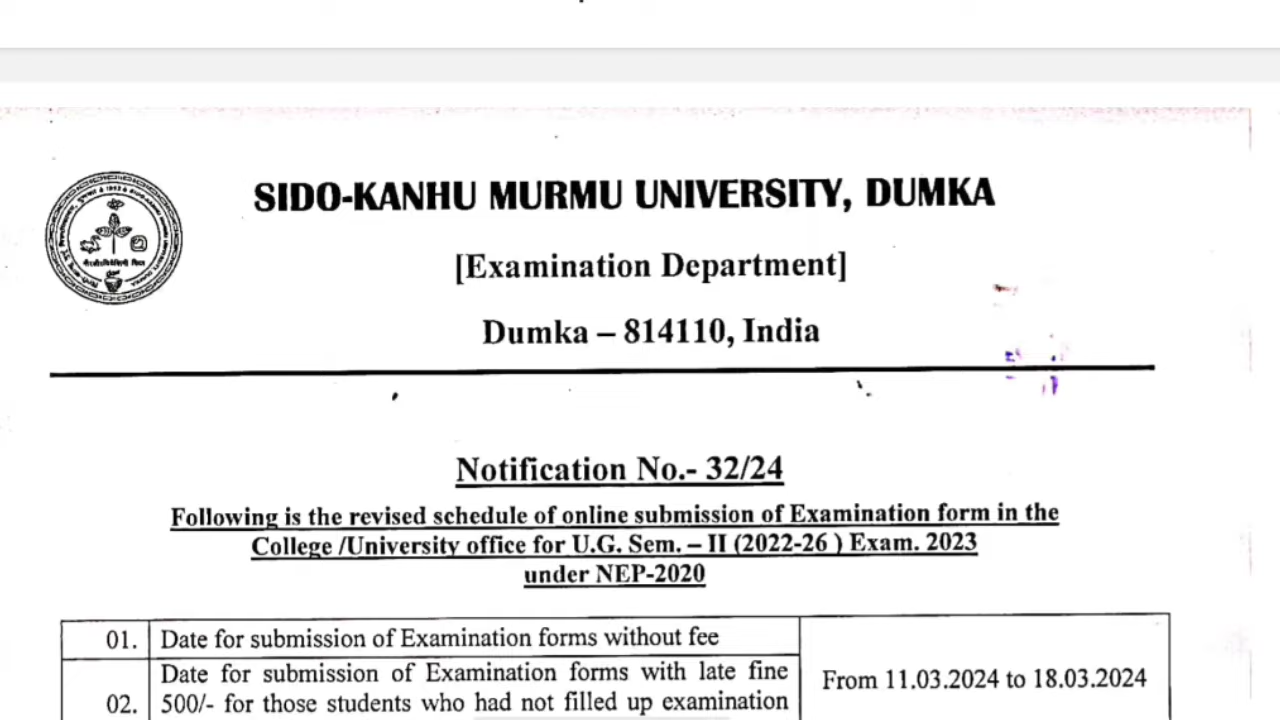 SIDO-KANHU MURMU UNIVERSITY, DUMKA
[Examination Department]
Dumka – 814110, India
Notification No.- 32/24
Following is the revised schedule of online submission of Examination form in the
College /University office for U.G. Sem. – II (2022-26 ) Exam. 2023
under NEP-2020
01. Date for submission of Examination forms without fee
Date for submission of Examination forms with late fine
02. 500/- for those students who had not filled up examination
From 11.03.2024 to 18.03.2024